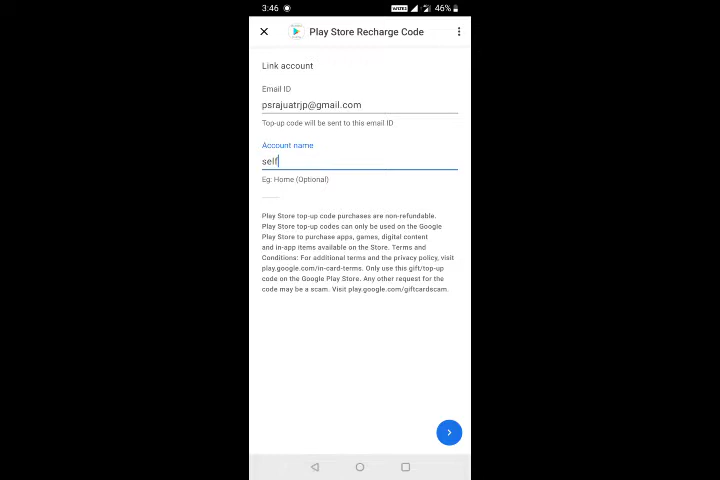 3:46
46%
Play Store Recharge Code
Link account
Email ID
psrajuatrjp@gmail.com
Top-up code will be sent to this email ID
Account name
self
Eg: Home (Optional)
Play Store top-up code purchases are non-refundable.
Play Store top-up codes can only be used on the Google
Play Store to purchase apps, games, digital content
and in-app items available on the Store. Terms and
Conditions: For additional terms and the privacy policy, visit
play.google.com/in-card-terms. Only use this gift/top-up
code on the Google Play Store. Any other request for the
code may be a scam. Visit play.google.com/giftcardscam.